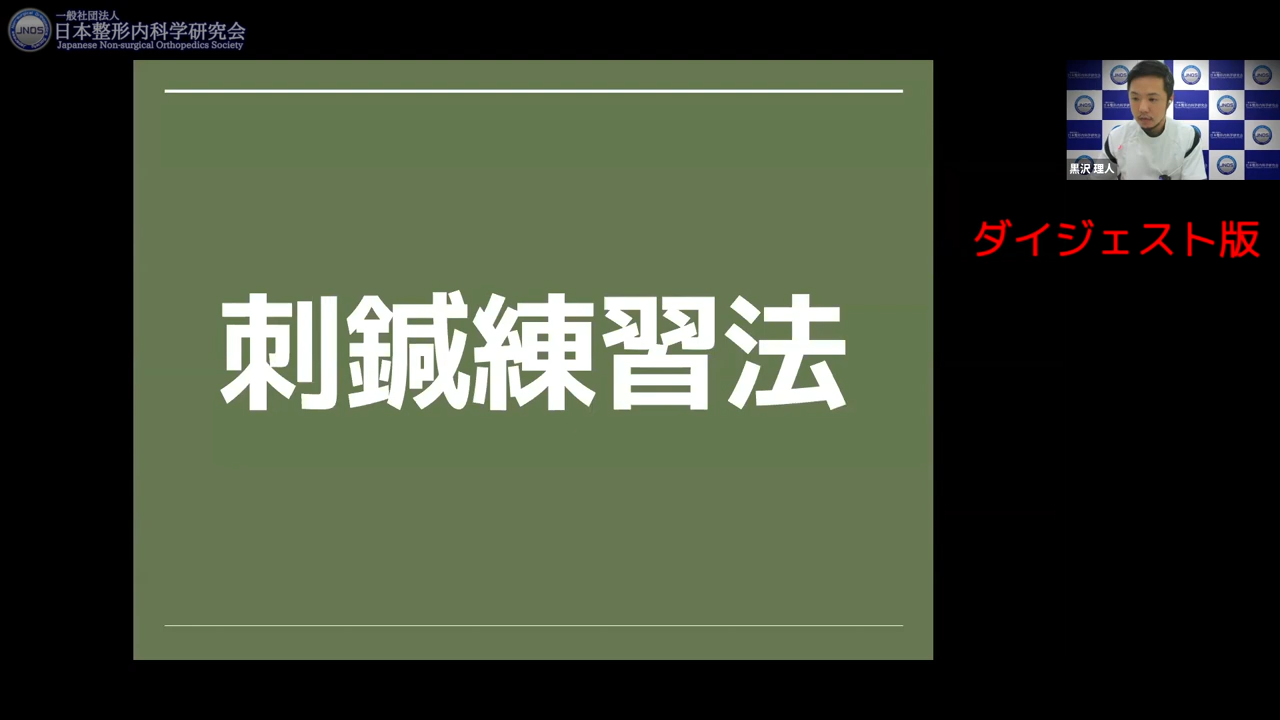 一般社団法人
日本整形内科学研究会
Japanese Non-surgical Orthopedics Society
JNOS
刺鍼練習法
黒沢 理人
ダイジェスト版